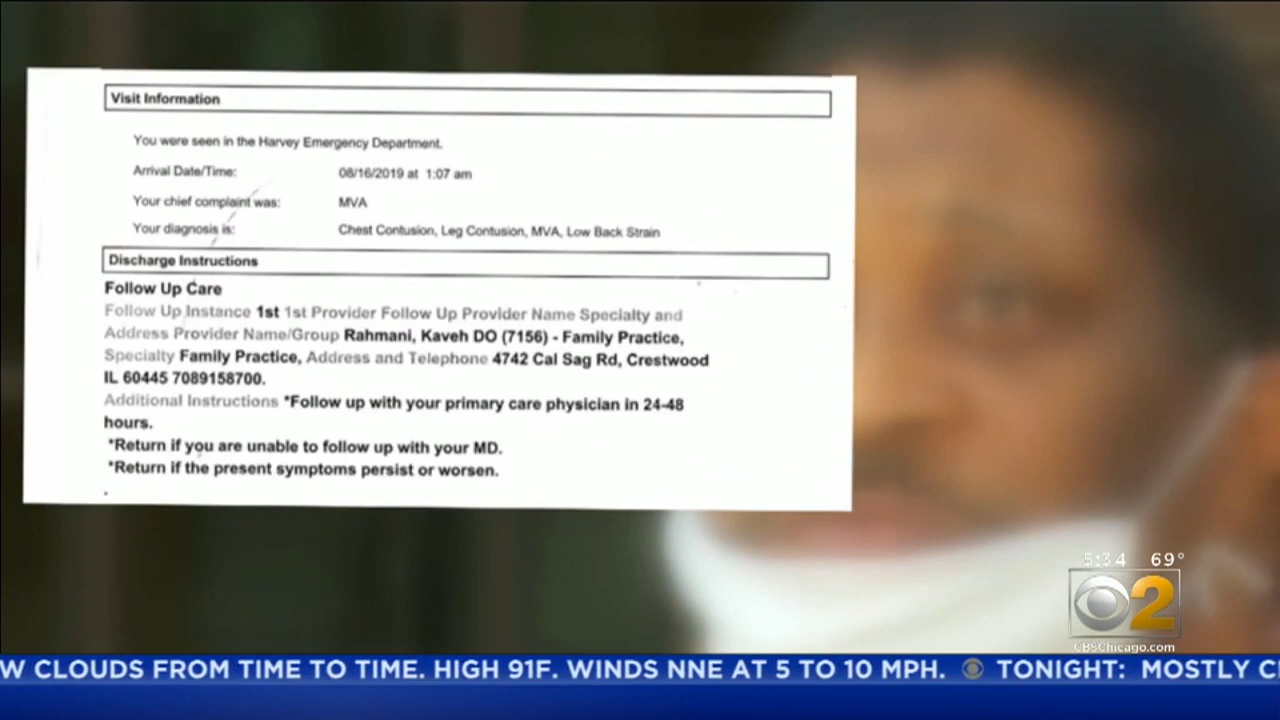 Visit Information
You were seen in the Harvey Emergency Department.
Arrival Date/Time: 08/16/2019 at 1:07 am
Your chief complaint was: MVA
Your diagnosis is: Chest Contusion, Leg Contusion, MVA, Low Back Strain
Discharge Instructions
Follow Up Care
Follow Up Instance 1st 1st Provider Follow Up Provider Name Specialty and
Address Provider Name/Group Rahmani, Kaveh DO (7156) - Family Practice,
Specialty Family Practice, Address and Telephone 4742 Cal Sag Rd, Crestwood
IL 60445 7089158700.
Additional Instructions *Follow up with your primary care physician in 24-48
hours.
*Return if you are unable to follow up with your MD.
*Return if the present symptoms persist or worsen.
.
5:34 69°
2
CBSChicago.com
W CLOUDS FROM TIME TO TIME. HIGH 91F. WINDS NNE AT 5 TO 10 MPH. TONIGHT: MOSTLY C